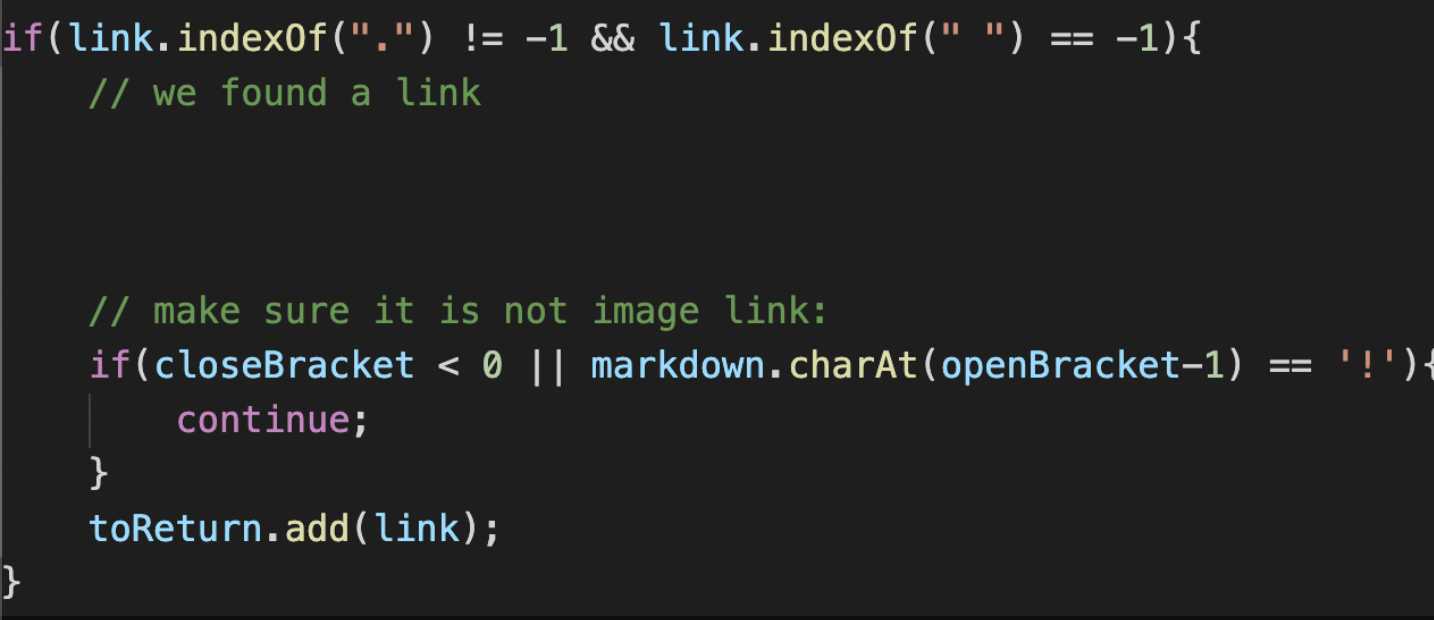 if(link.indexOf(".") != -1 && link.indexOf(" ") == -1){
// we found a link
// make sure it is not image link:
if(closeBracket < 0 || markdown.charAt(openBracket-1) == '!'){
continue;
}
toReturn.add(link);
}